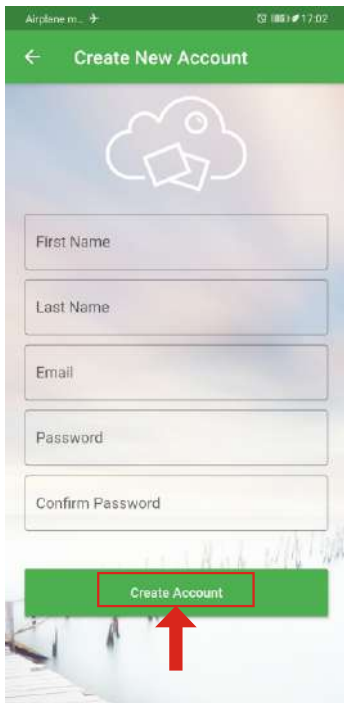 Airplane m... 17:02
Create New Account
First Name
Last Name
Email
Password
Confirm Password
Create Account